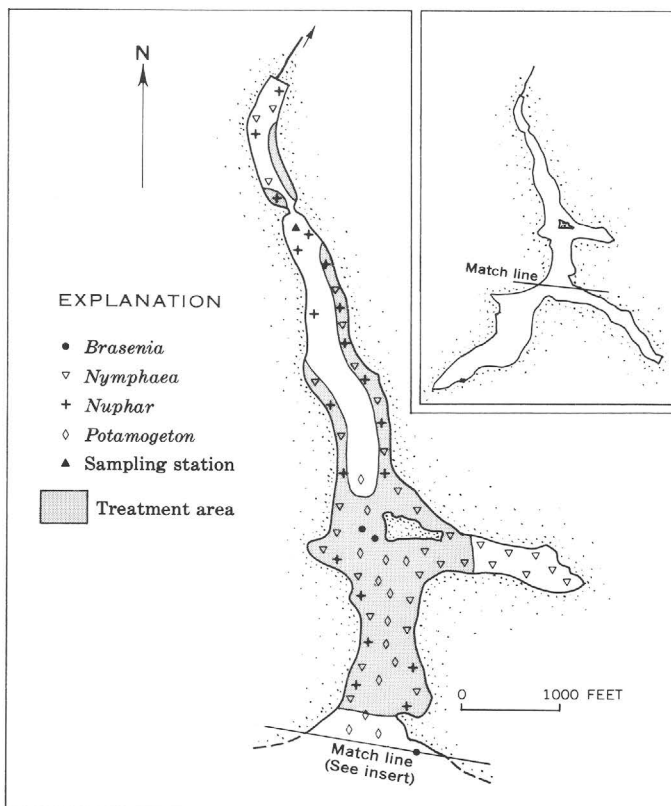 N
EXPLANATION
Brasenia
Nymphaea
Nuphar
Potamogeton
Sampling station
Treatment area
0 1000 FEET
Match line
(See insert)
Match line